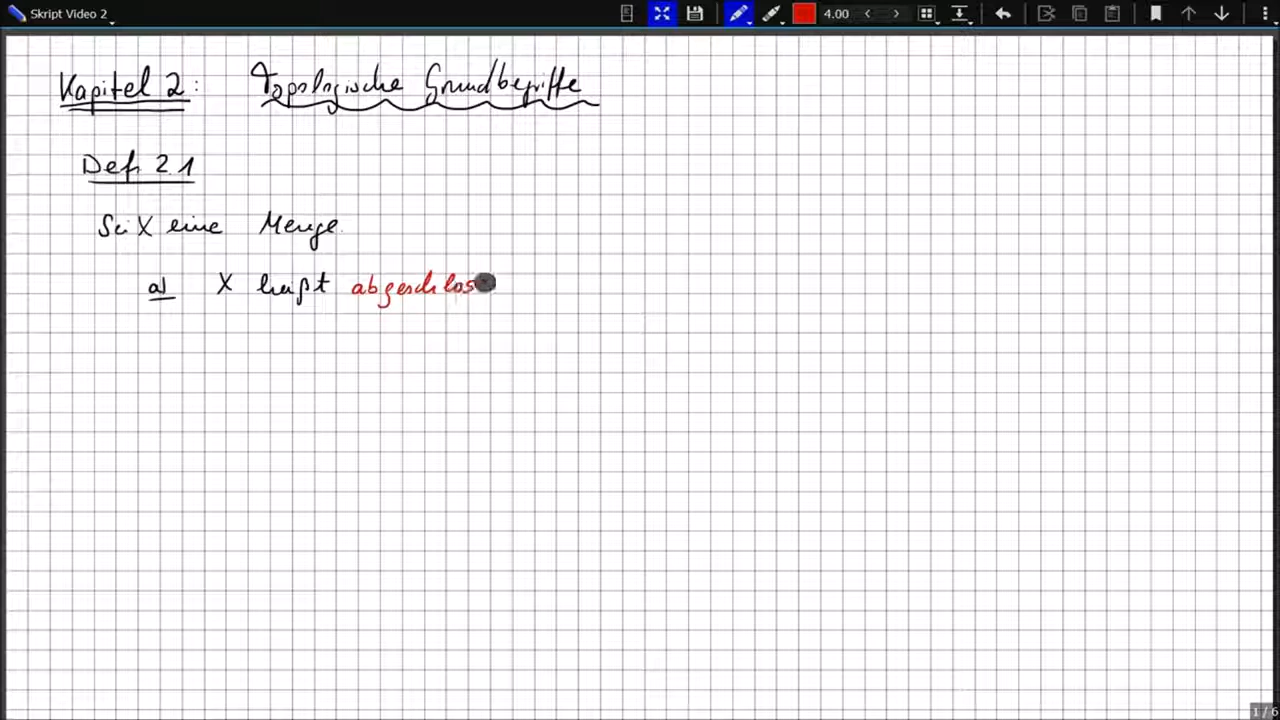 Skript Video 2
4.00
Kapitel 2: Topologische Grundbegriffe
Def. 2.1
Sei X eine Menge.
a) X heißt abgeschlos
1 / 6